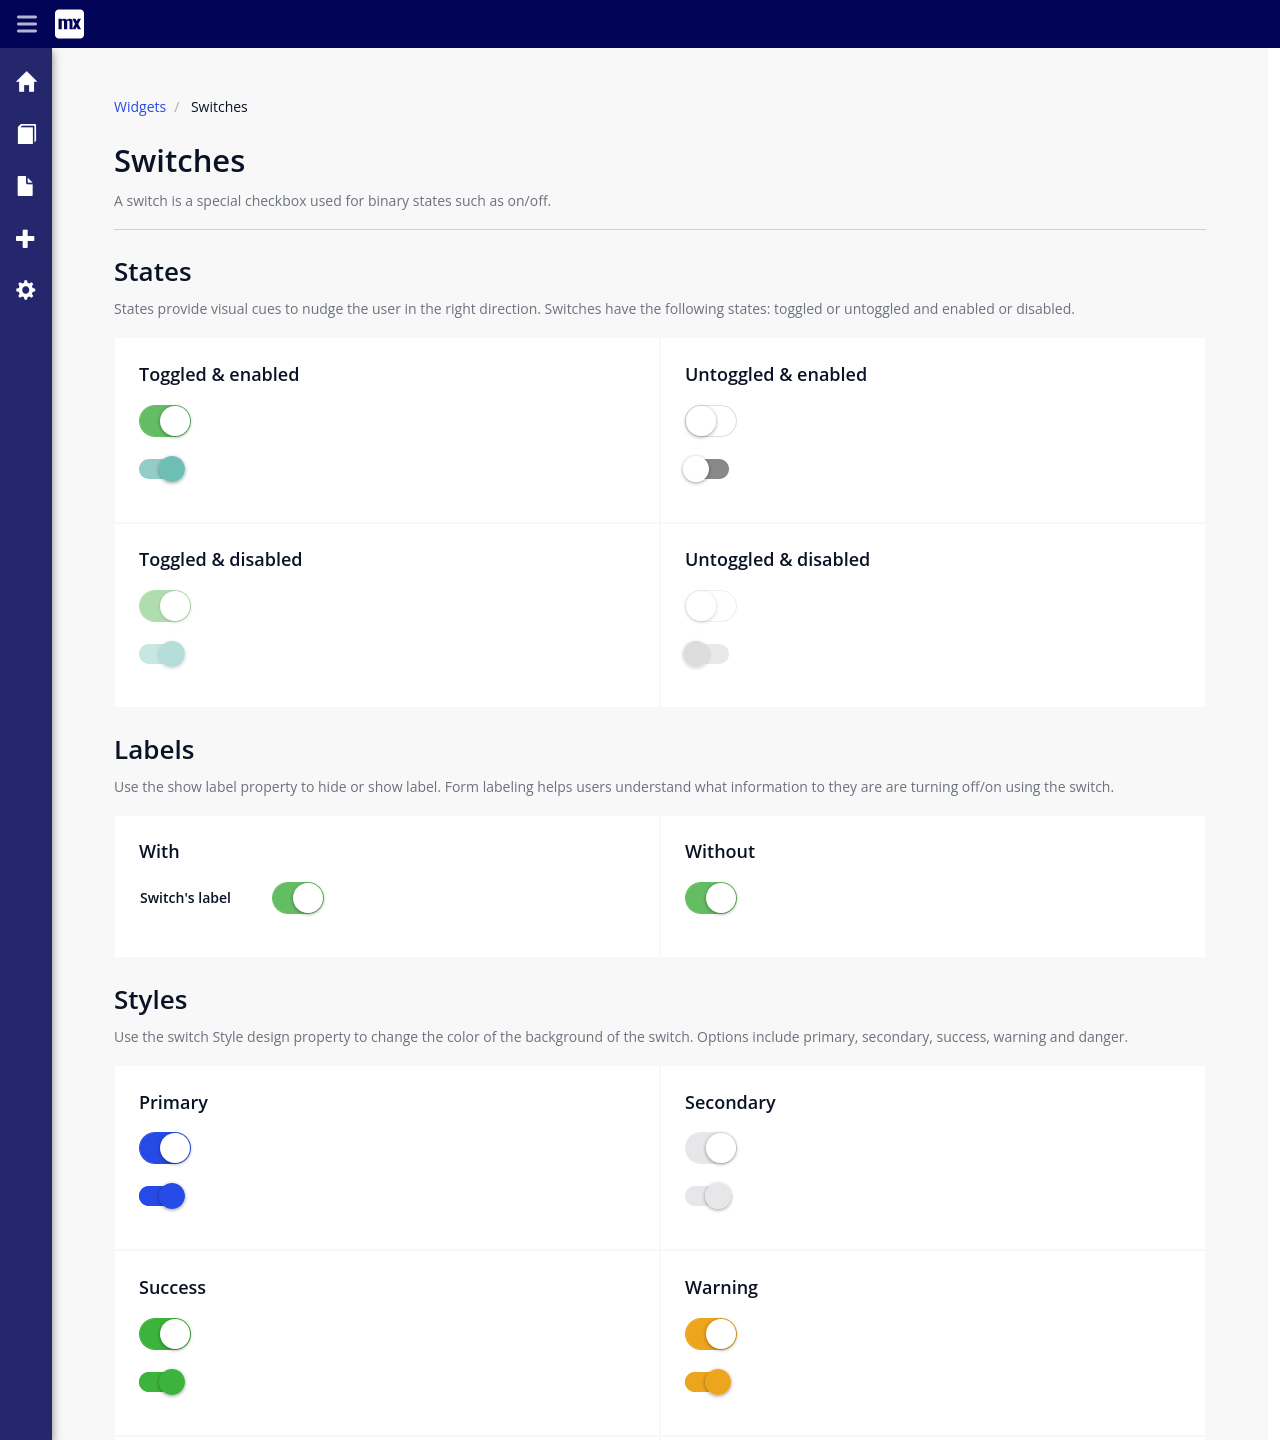 mx
Widgets / Switches
Switches
A switch is a special checkbox used for binary states such as on/off.
States
States provide visual cues to nudge the user in the right direction. Switches have the following states: toggled or untoggled and enabled or disabled.
Toggled & enabled
Untoggled & enabled
Toggled & disabled
Untoggled & disabled
Labels
Use the show label property to hide or show label. Form labeling helps users understand what information to they are are turning off/on using the switch.
With
Switch's label
Without
Styles
Use the switch Style design property to change the color of the background of the switch. Options include primary, secondary, success, warning and danger.
Primary
Secondary
Success
Warning